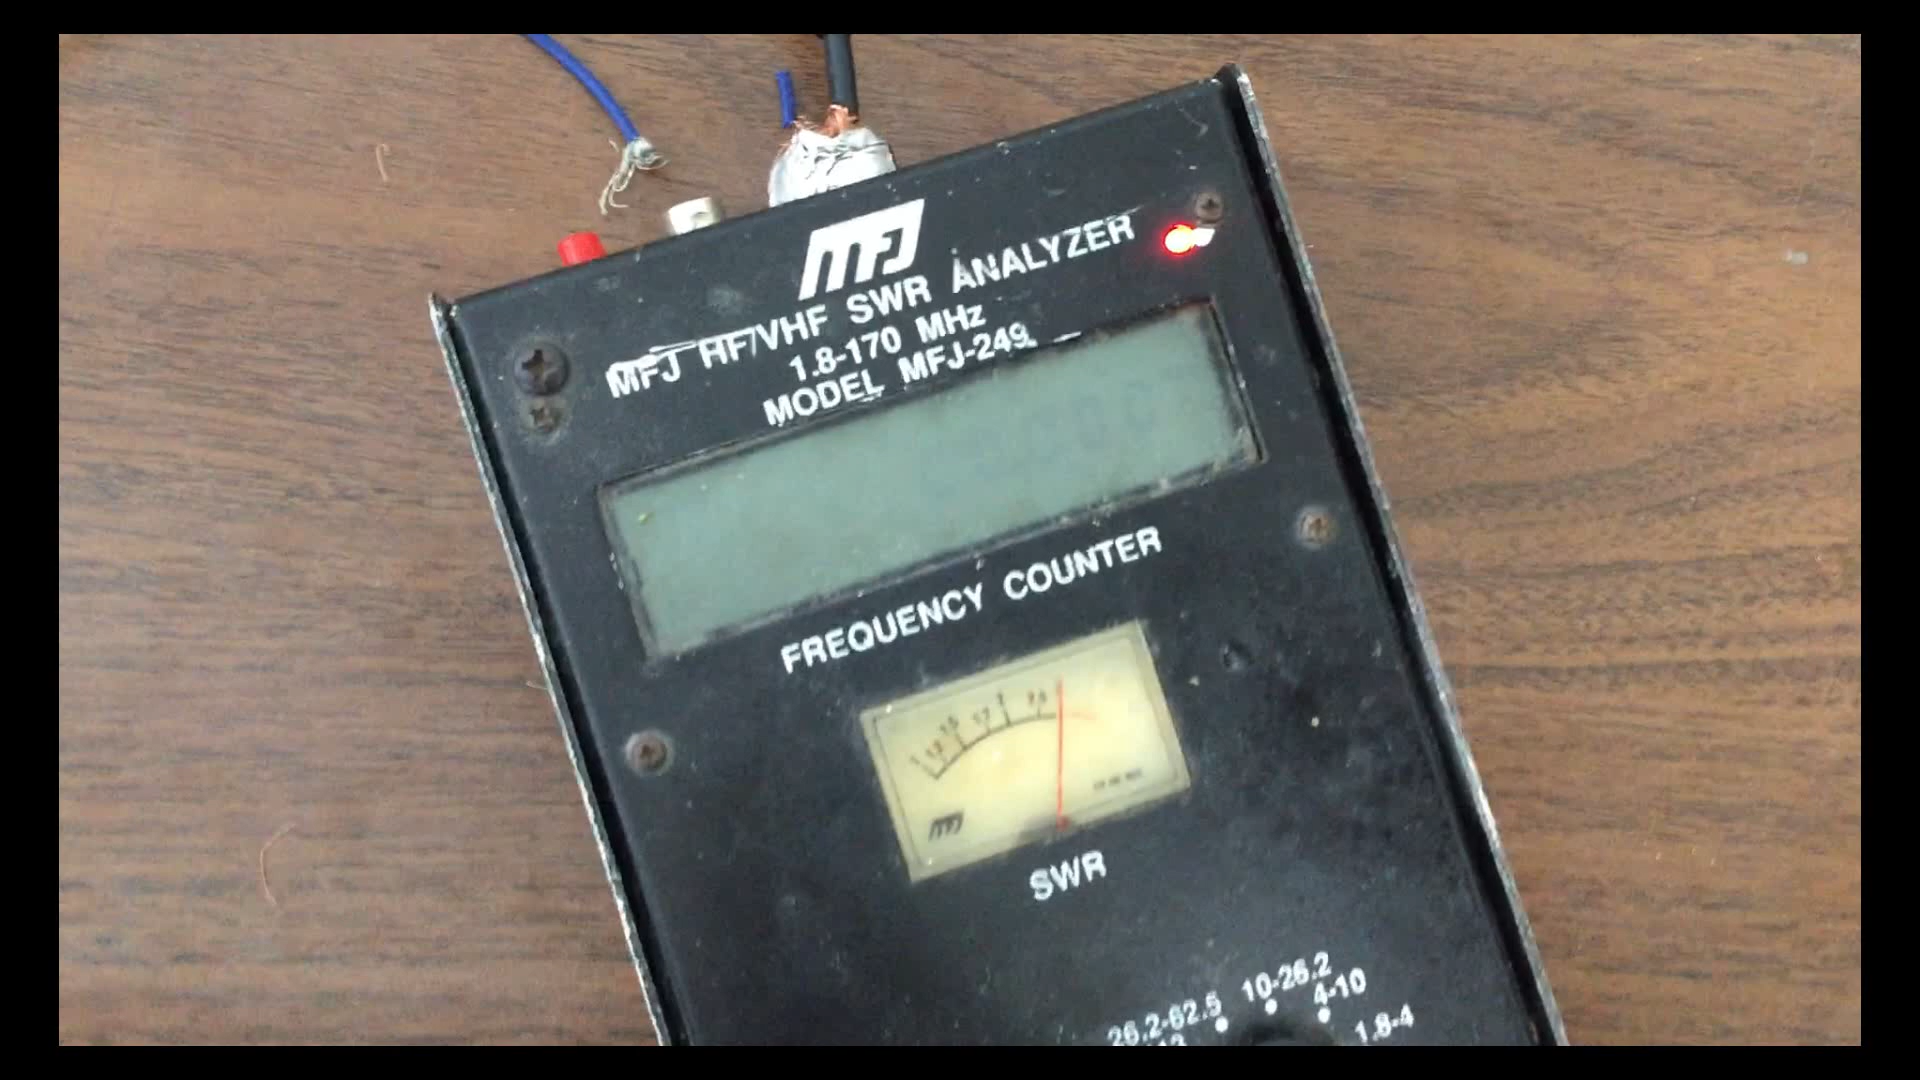 MFJ
MFJ HF/VHF SWR ANALYZER
1.8-170 MHz
MODEL MFJ-249
FREQUENCY COUNTER
MFJ
SWR
10-26.2
26.2-62.5
4-10
1.8-4